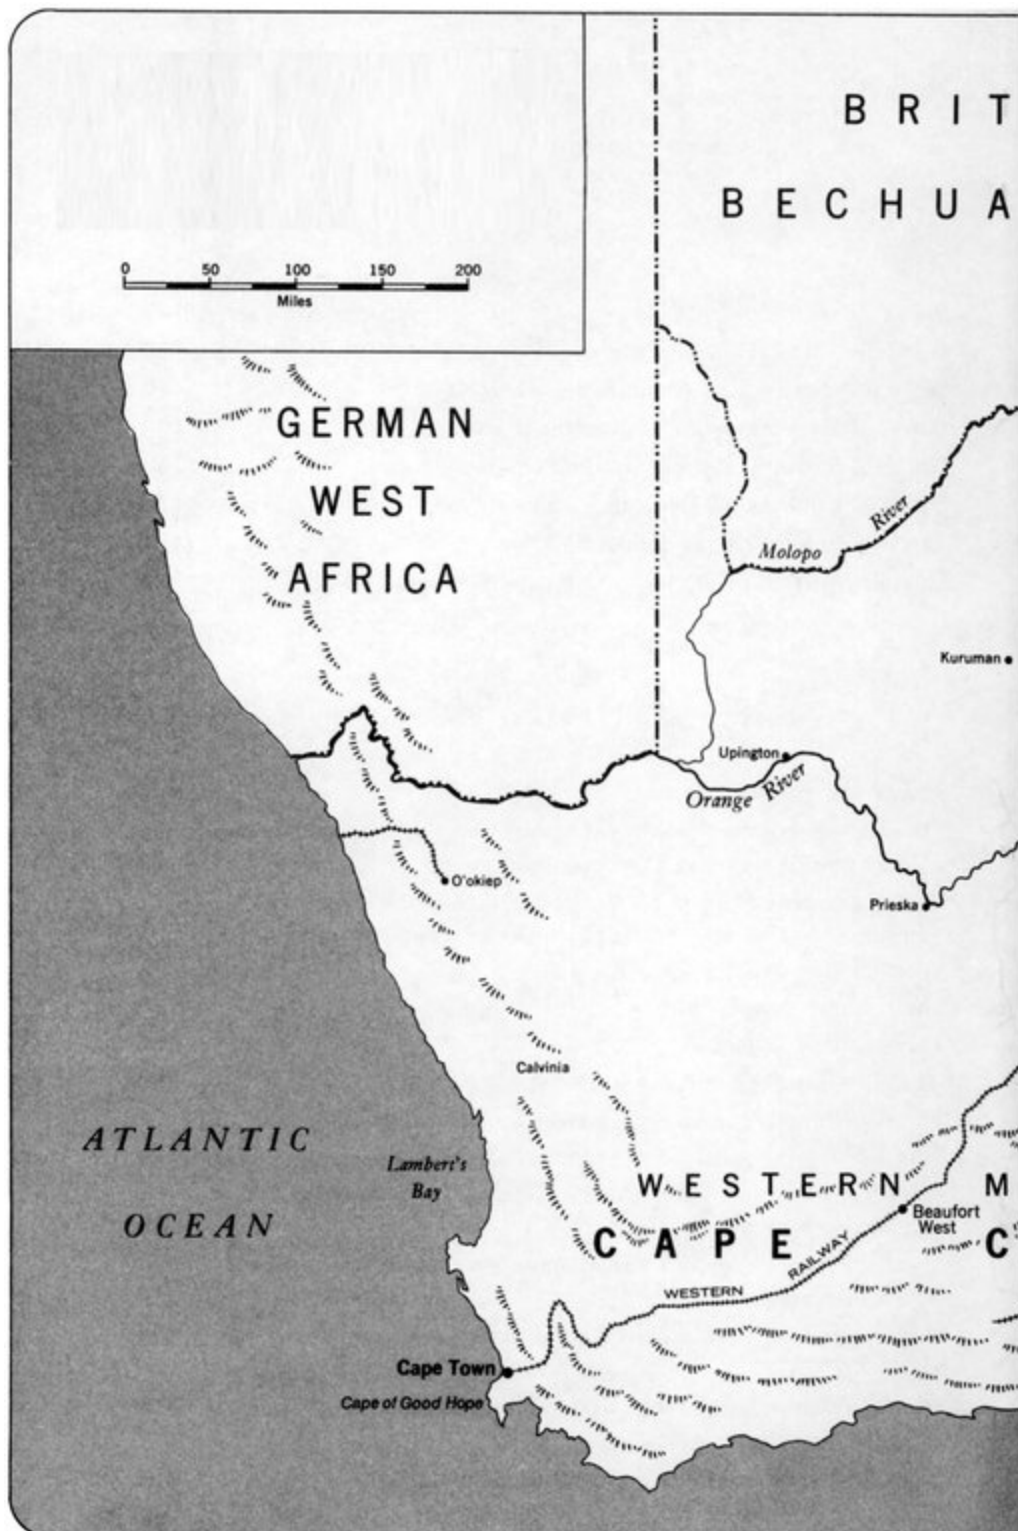 BRIT
BECHUA
0 50 100 150 200
Miles
GERMAN
WEST
AFRICA
Molopo River
Kuruman
Upington
Orange River
O'okiep
Prieska
Calvinia
ATLANTIC
OCEAN
Lambert's
Bay
WESTERN M
CAPE C
Beaufort
West
WESTERN RAILWAY
Cape Town
Cape of Good Hope